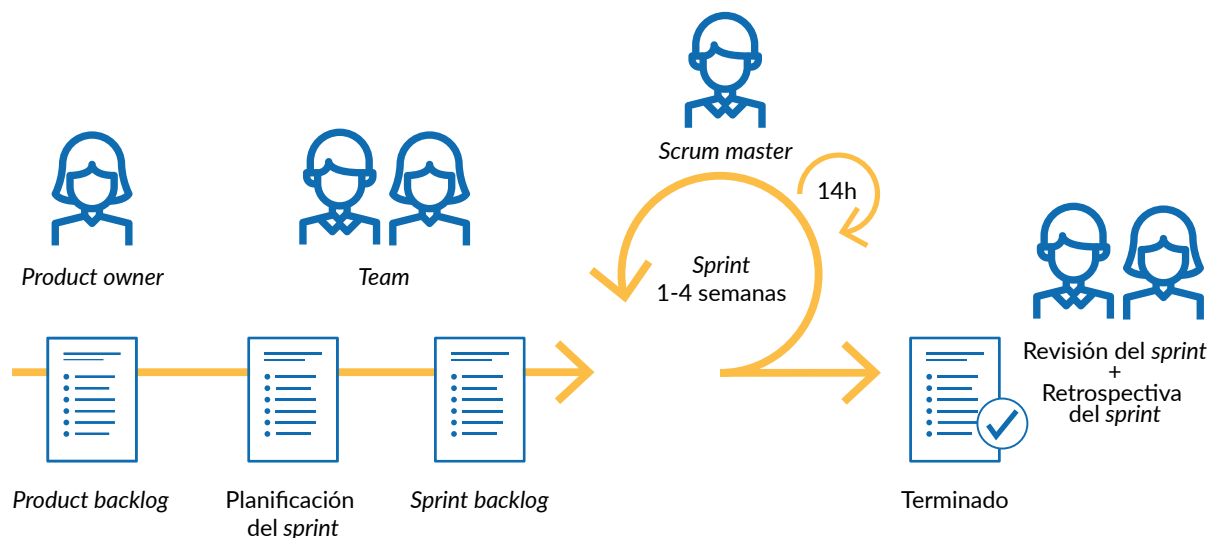 Scrum master
14h
Product owner
Team
Sprint
1-4 semanas
Revisión del sprint
+
Retrospectiva
del sprint
Product backlog
Planificación
del sprint
Sprint backlog
Terminado